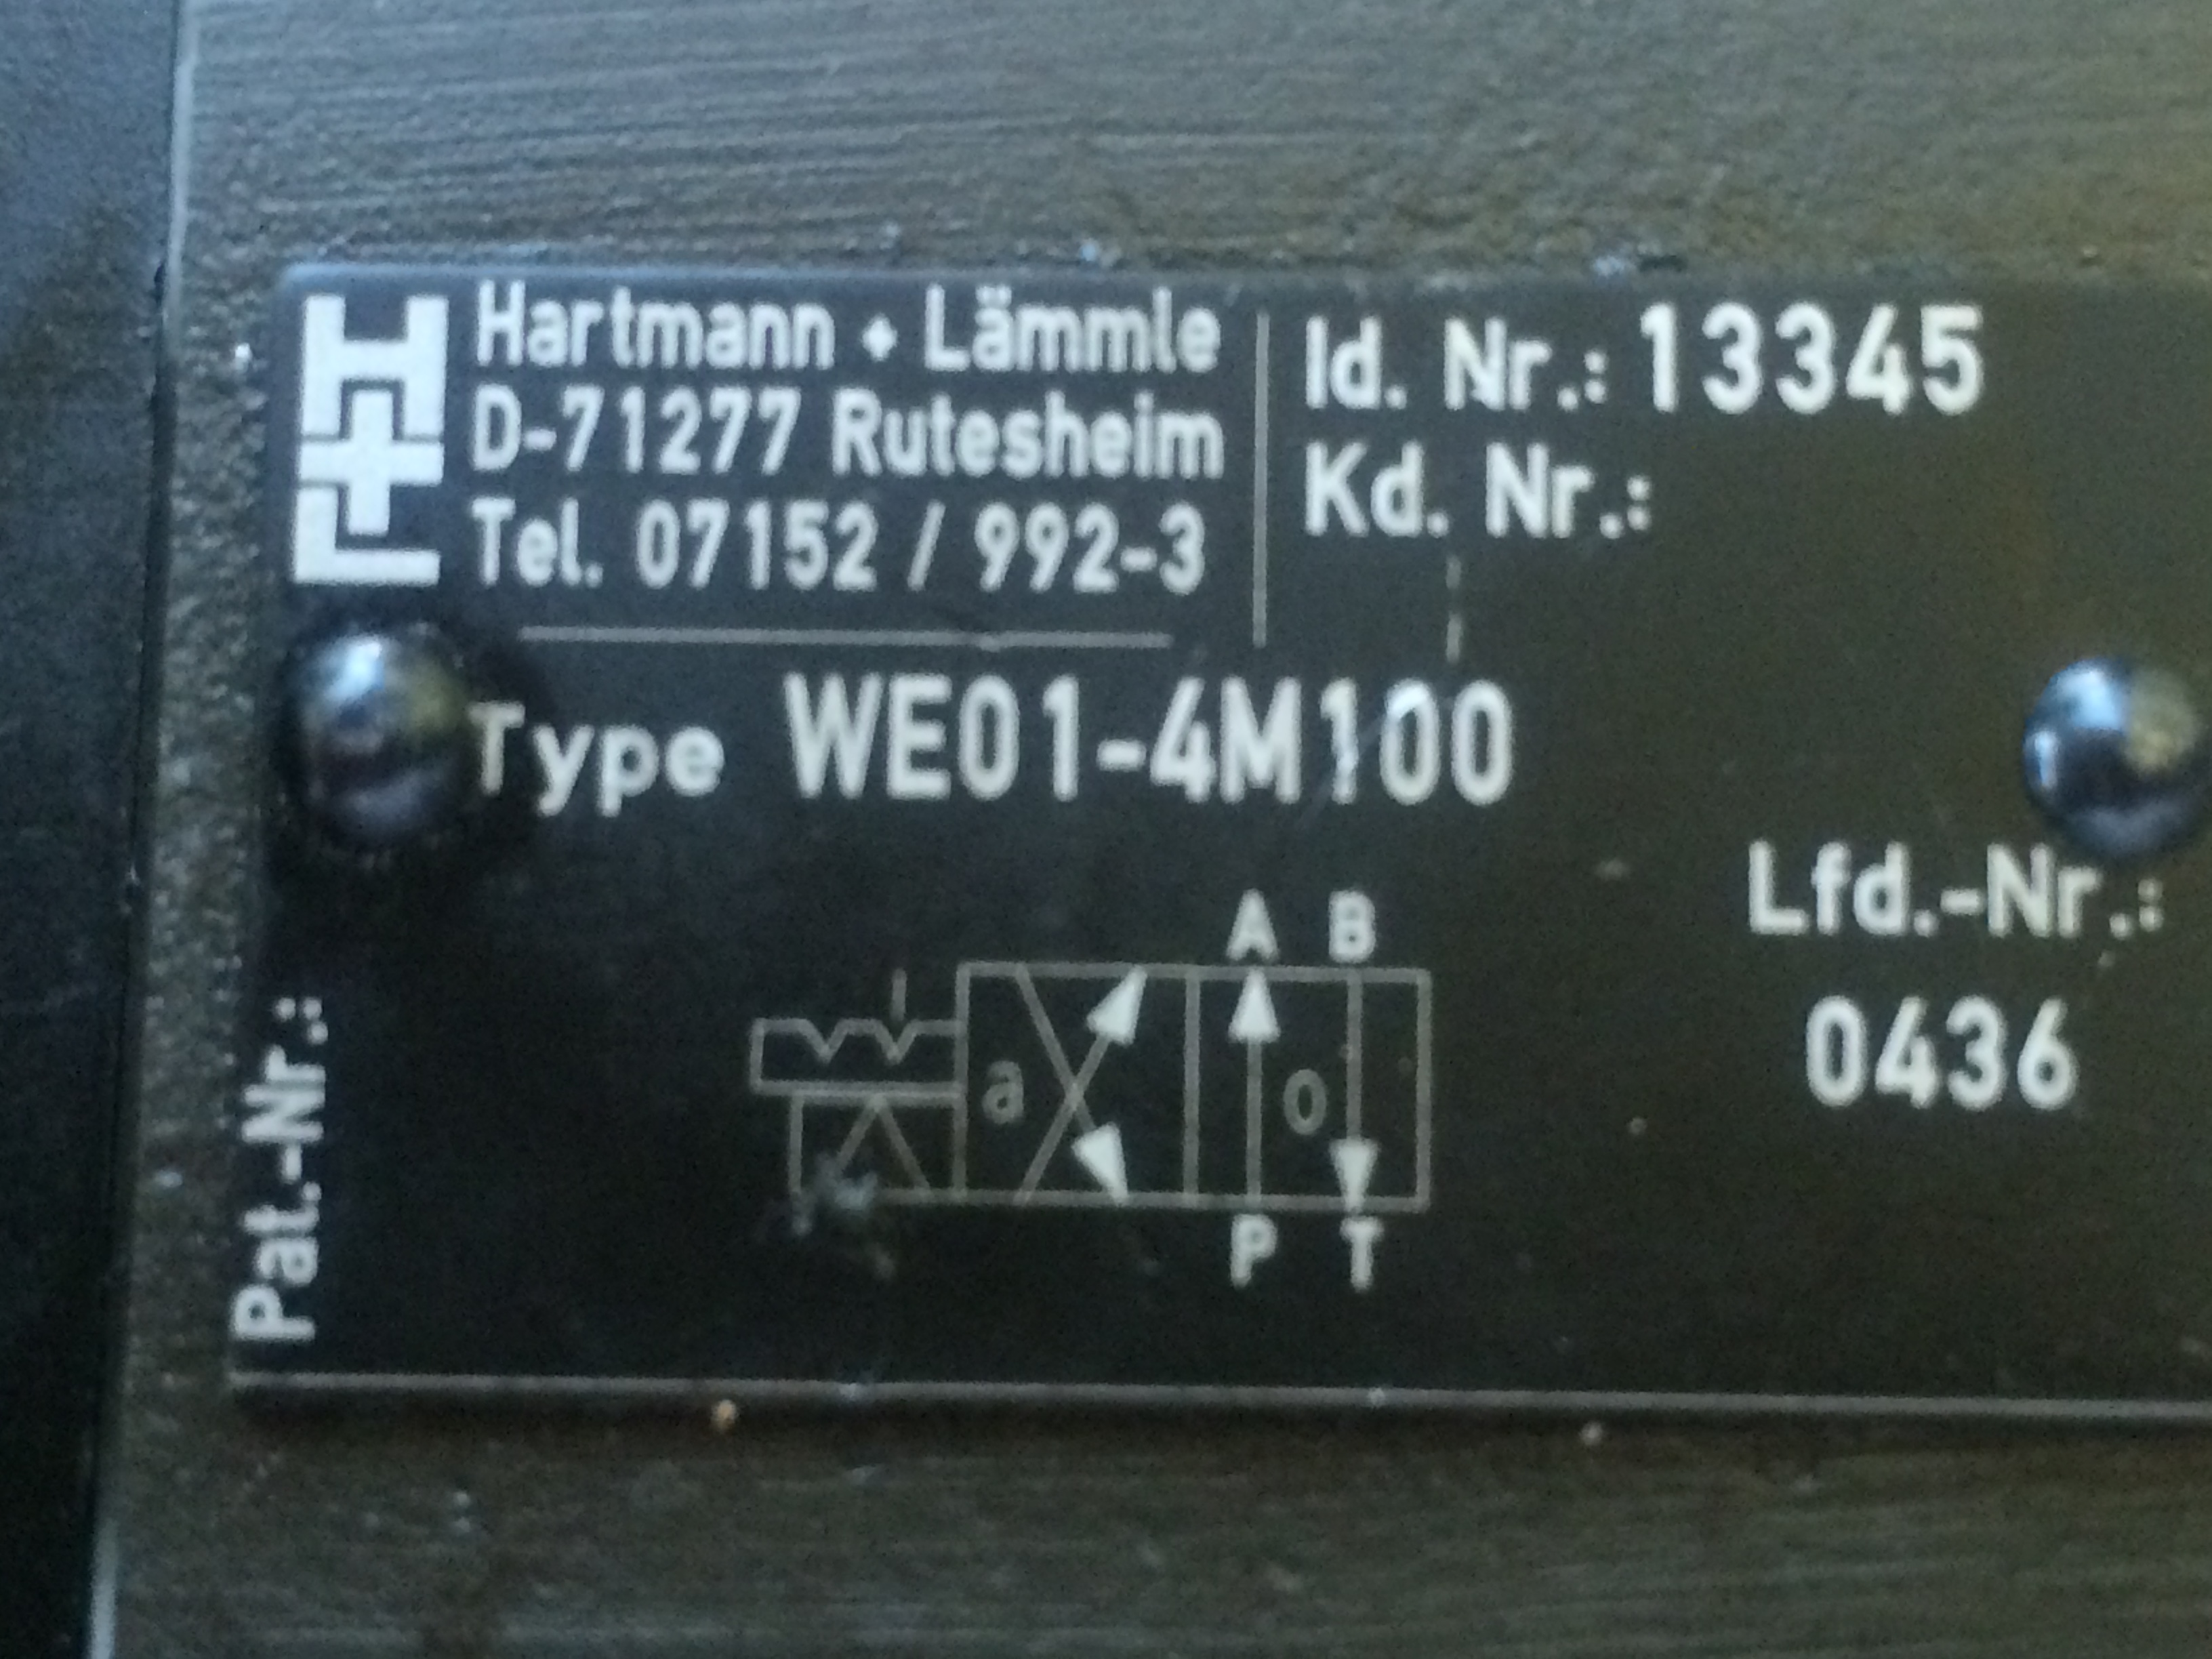 H+L
Hartmann + Lämmle
D-71277 Rutesheim
Tel. 07152 / 992-3
Id. Nr.: 13345
Kd. Nr.:
Type WE01-4M100
Lfd.-Nr.:
0436
Pat.-Nr.:
A B
a o
P T